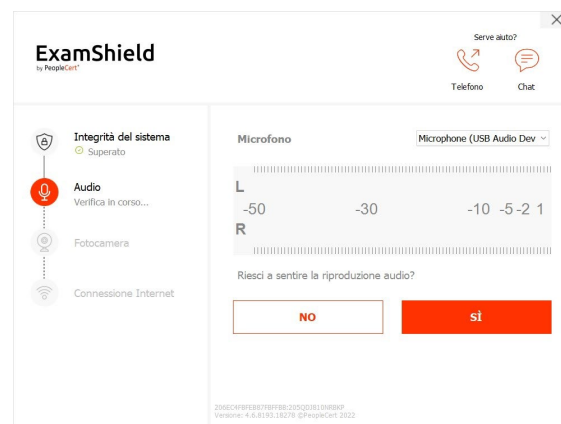 Serve aiuto?
ExamShield
by PeopleCert
Telefono
Chat
Integrità del sistema
Superato
Audio
Verifica in corso...
Fotocamera
Connessione Internet
Microfono
Microphone (USB Audio Dev
L
-50 -30 -10 -5 -2 1
R
Riesci a sentire la riproduzione audio?
NO
SÌ
Versione: 4.6.8193.18279 ©PeopleCert 2022